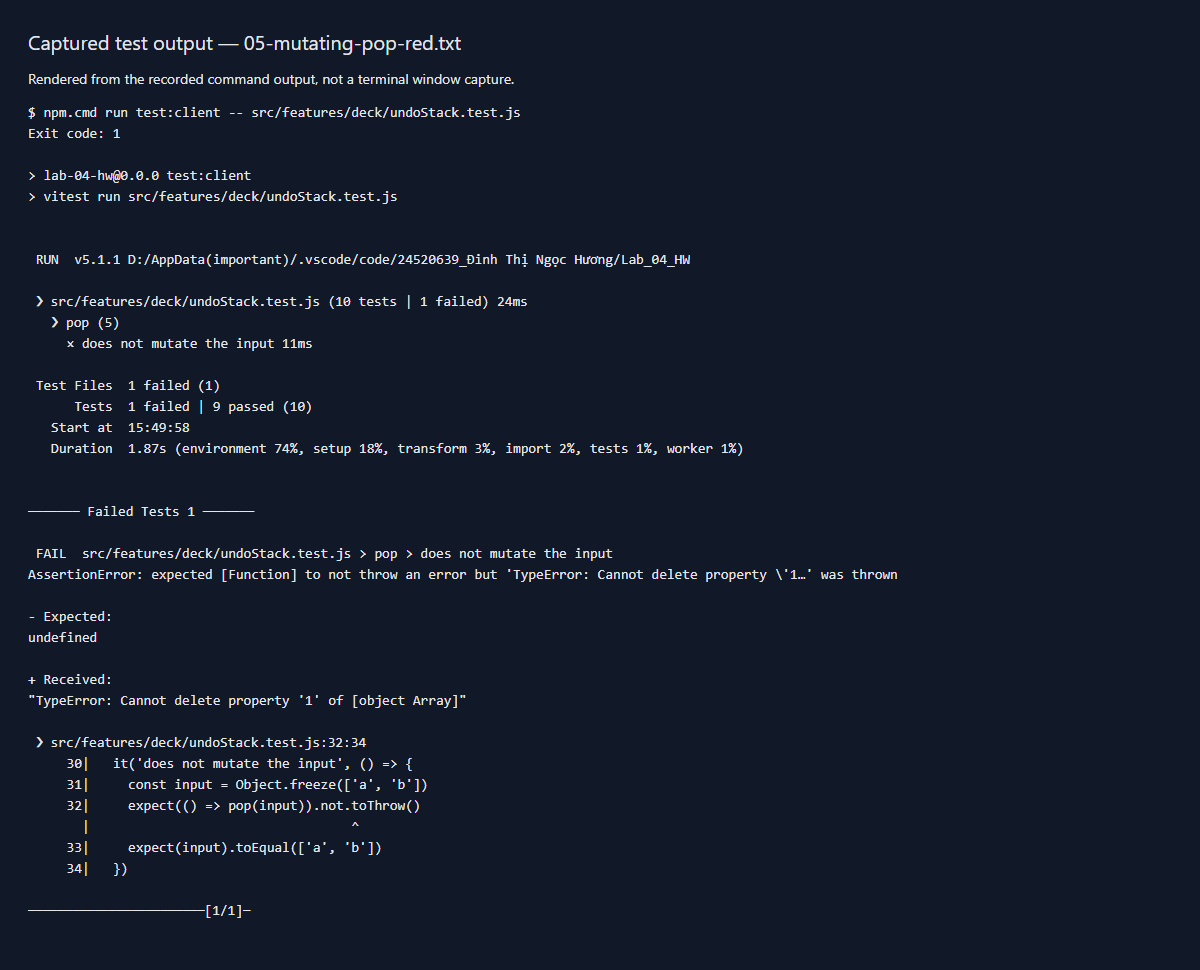 Captured test output — 05-mutating-pop-red.txt
Rendered from the recorded command output, not a terminal window capture.
$ npm.cmd run test:client -- src/features/deck/undoStack.test.js
Exit code: 1
> lab-04-hw@0.0.0 test:client
> vitest run src/features/deck/undoStack.test.js
RUN  v5.1.1 D:/AppData(important)/.vscode/code/24520639_Đinh Thị Ngọc Hương/Lab_04_HW
❯ src/features/deck/undoStack.test.js (10 tests | 1 failed) 24ms
❯ pop (5)
× does not mutate the input 11ms
Test Files  1 failed (1)
Tests  1 failed | 9 passed (10)
Start at  15:49:58
Duration  1.87s (environment 74%, setup 18%, transform 3%, import 2%, tests 1%, worker 1%)
─────── Failed Tests 1 ───────
FAIL  src/features/deck/undoStack.test.js > pop > does not mutate the input
AssertionError: expected [Function] to not throw an error but 'TypeError: Cannot delete property \'1…' was thrown
- Expected:
undefined
+ Received:
"TypeError: Cannot delete property '1' of [object Array]"
❯ src/features/deck/undoStack.test.js:32:34
30|   it('does not mutate the input', () => {
31|     const input = Object.freeze(['a', 'b'])
32|     expect(() => pop(input)).not.toThrow()
|                                  ^
33|     expect(input).toEqual(['a', 'b'])
34|   })
───────────────────────[1/1]─